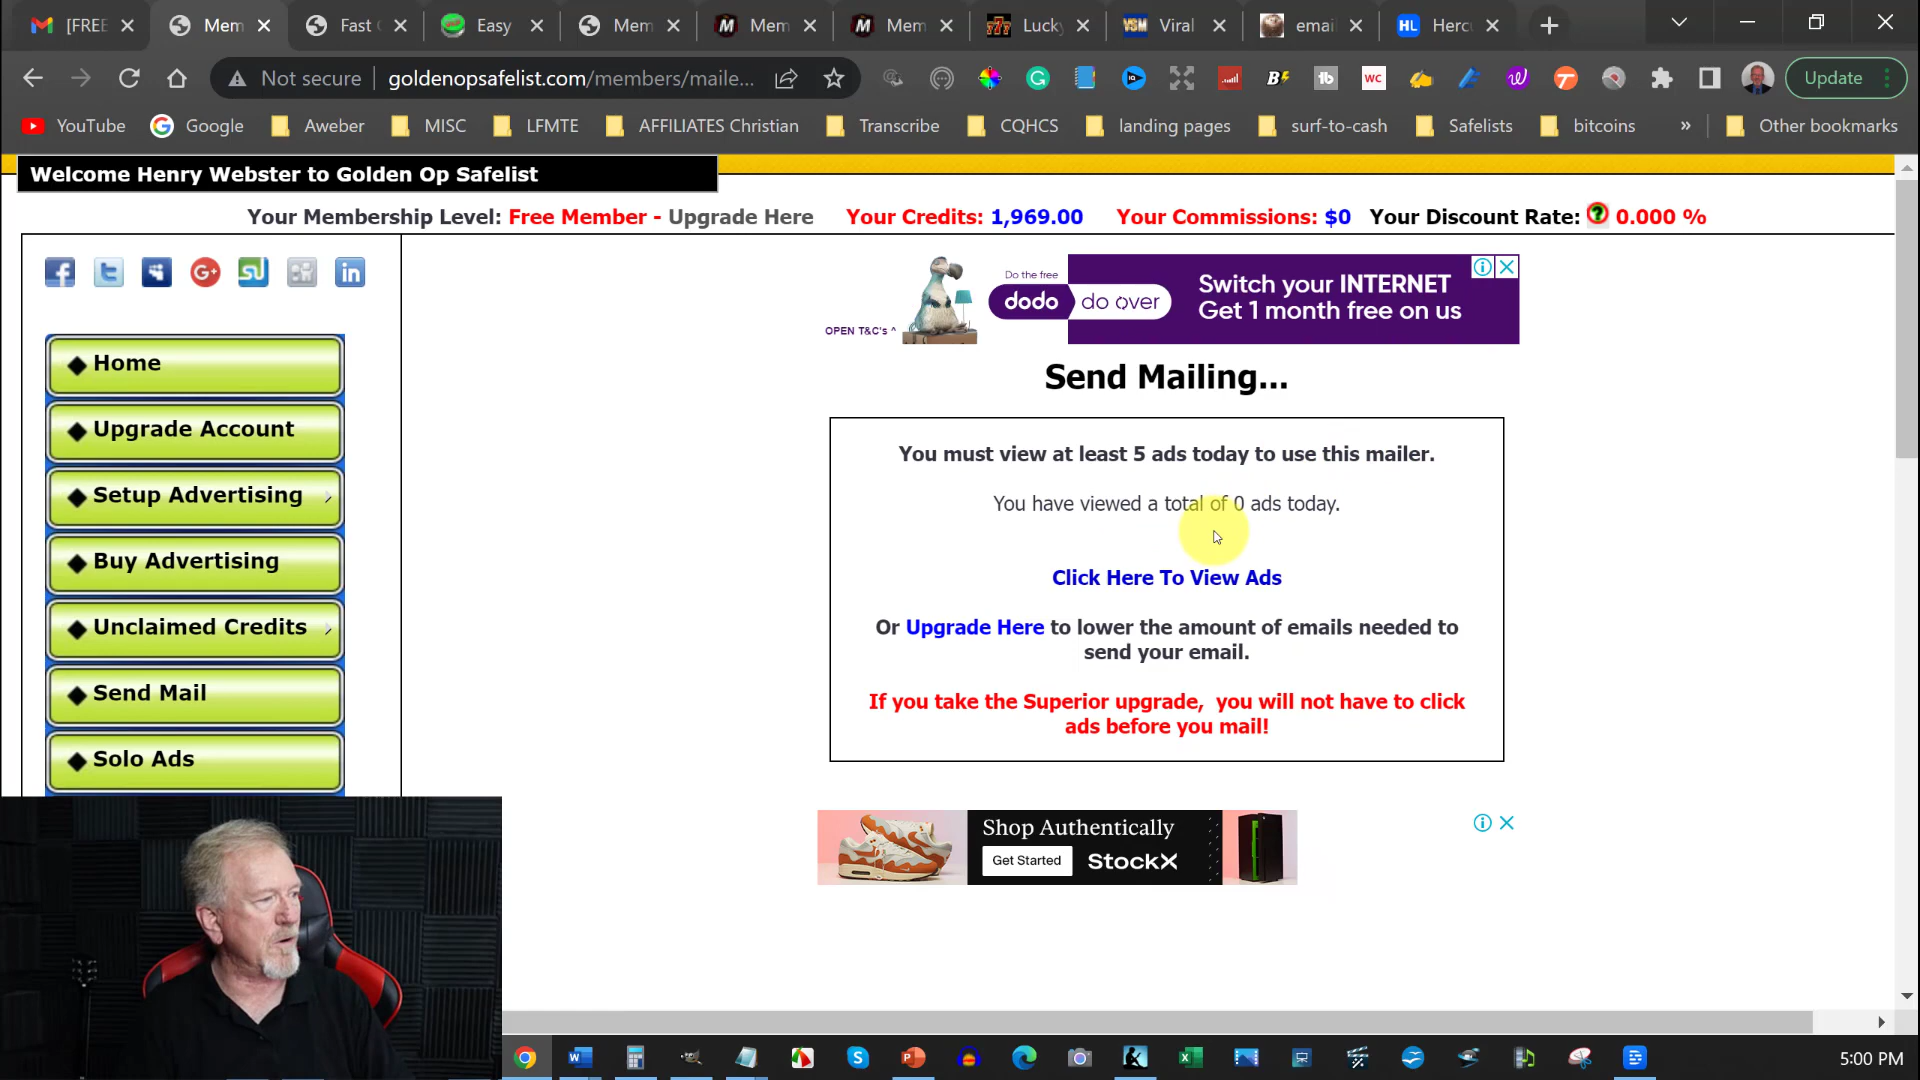 [FREE
Mem
Fast
Easy
Mem
Mem
Mem
Lucky
Viral
email
Hercu
Not secure
goldenopsafelist.com/members/maile...
Update
YouTube
Google
Aweber
MISC
LFMTE
AFFILIATES Christian
Transcribe
CQHCS
landing pages
surf-to-cash
Safelists
bitcoins
»
Other bookmarks
Welcome Henry Webster to Golden Op Safelist
Your Membership Level: Free Member - Upgrade Here Your Credits: 1,969.00 Your Commissions: $0 Your Discount Rate: 0.000 %
Do the free
dodo do over
OPEN T&C's ^
Switch your INTERNET
Get 1 month free on us
Home
Upgrade Account
Setup Advertising
Buy Advertising
Unclaimed Credits
Send Mail
Solo Ads
Send Mailing...
You must view at least 5 ads today to use this mailer.
You have viewed a total of 0 ads today.
Click Here To View Ads
Or Upgrade Here to lower the amount of emails needed to
send your email.
If you take the Superior upgrade, you will not have to click
ads before you mail!
Shop Authentically
Get Started
StockX
5:00 PM